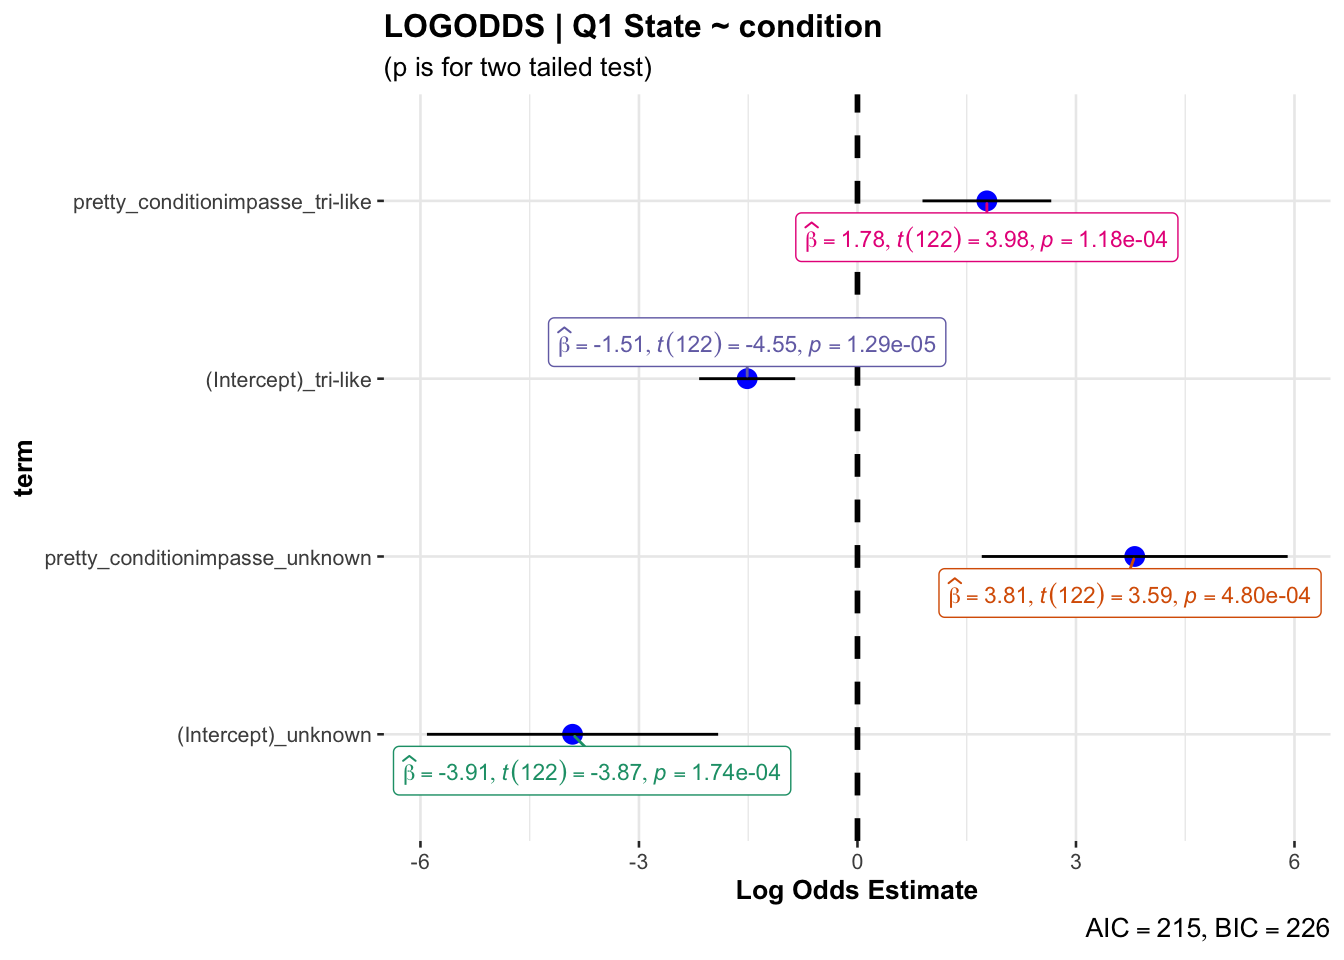 LOGODDS | Q1 State ~ condition
(p is for two tailed test)
term
pretty_conditionimpasse_tri-like
β̂ = 1.78, t(122) = 3.98, p = 1.18e-04
β̂ = -1.51, t(122) = -4.55, p = 1.29e-05
(Intercept)_tri-like
pretty_conditionimpasse_unknown
β̂ = 3.81, t(122) = 3.59, p = 4.80e-04
(Intercept)_unknown
β̂ = -3.91, t(122) = -3.87, p = 1.74e-04
-6 -3 0 3 6
Log Odds Estimate
AIC = 215, BIC = 226